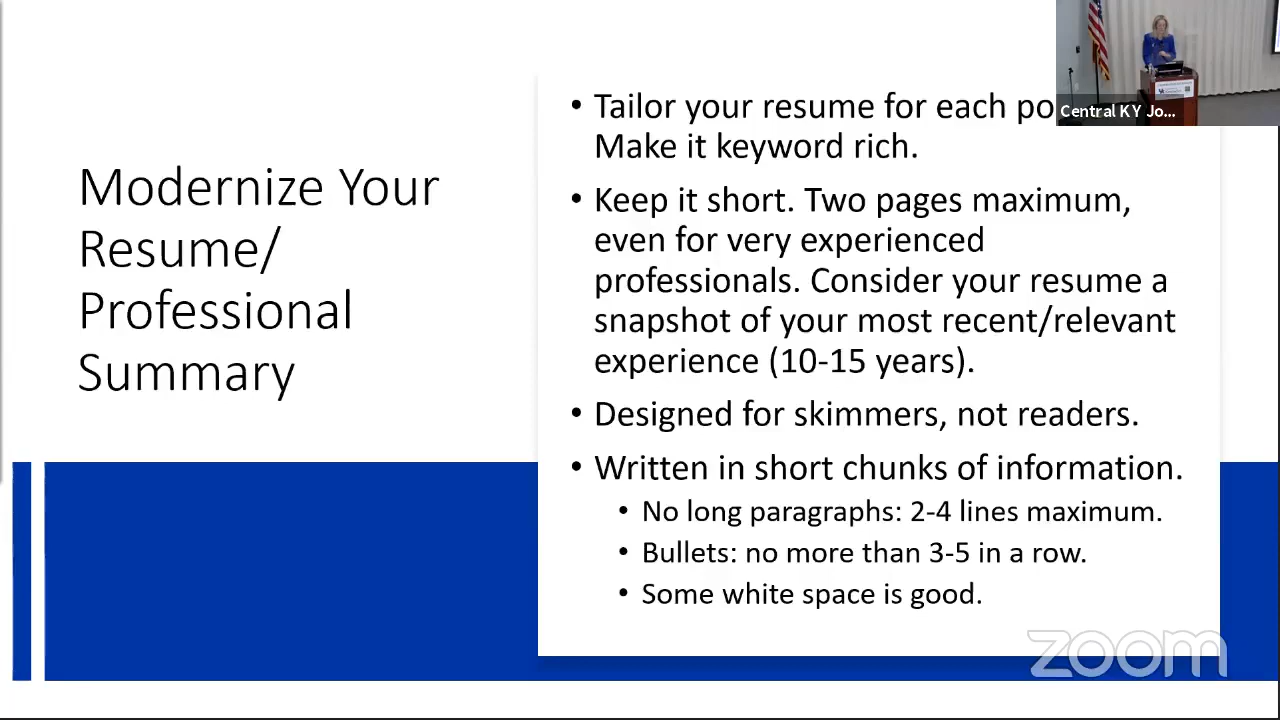 Modernize Your
Resume/
Professional
Summary
• Tailor your resume for each
Make it keyword rich.
• Keep it short. Two pages maximum,
even for very experienced
professionals. Consider your resume a
snapshot of your most recent/relevant
experience (10-15 years).
• Designed for skimmers, not readers.
• Written in short chunks of information.
• No long paragraphs: 2-4 lines maximum.
• Bullets: no more than 3-5 in a row.
• Some white space is good.
Central KY Jo...
zoom